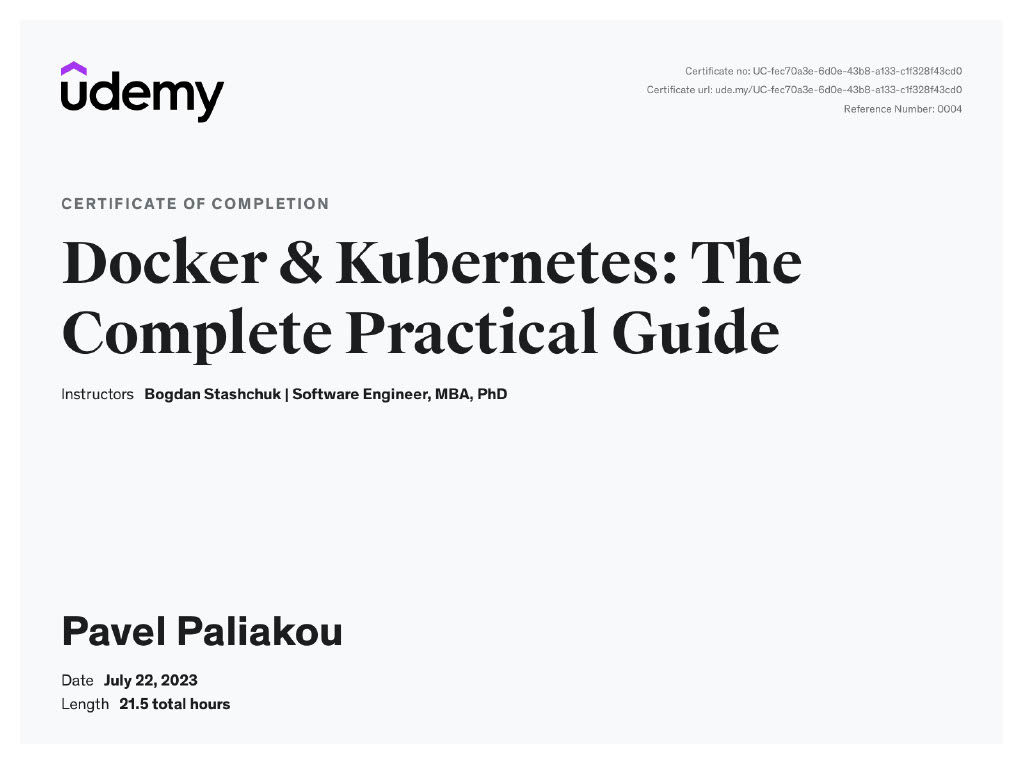 udemy
Certificate no: UC-fec70a3e-6d0e-43b8-a133-c1f328f43cd0
Certificate url: ude.my/UC-fec70a3e-6d0e-43b8-a133-c1f328f43cd0
Reference Number: 0004
CERTIFICATE OF COMPLETION
Docker & Kubernetes: The
Complete Practical Guide
Instructors Bogdan Stashchuk | Software Engineer, MBA, PhD
Pavel Paliakou
Date July 22, 2023
Length 21.5 total hours